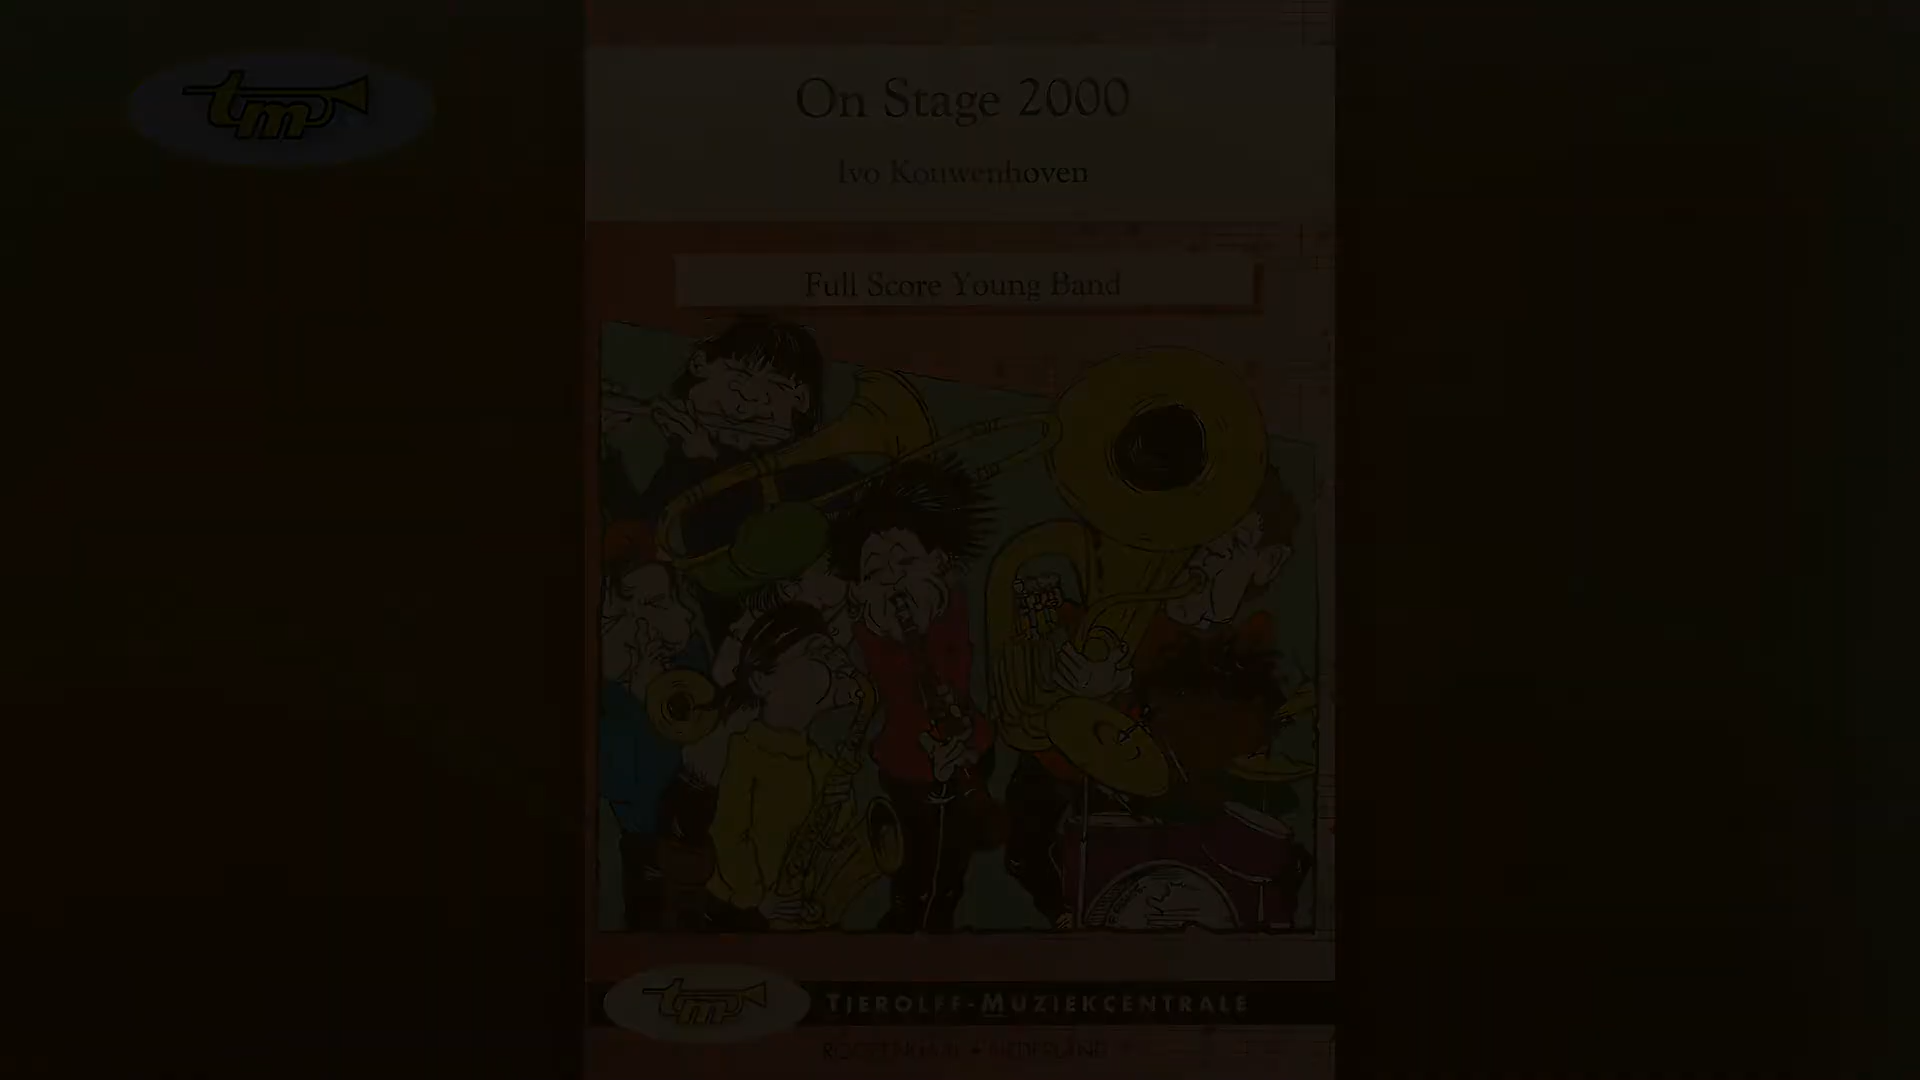 tm
On Stage 2000
Ivo Kouwenhoven
Full Score Young Band
tm
TJEROLFF-MUZIEKCENTRALE